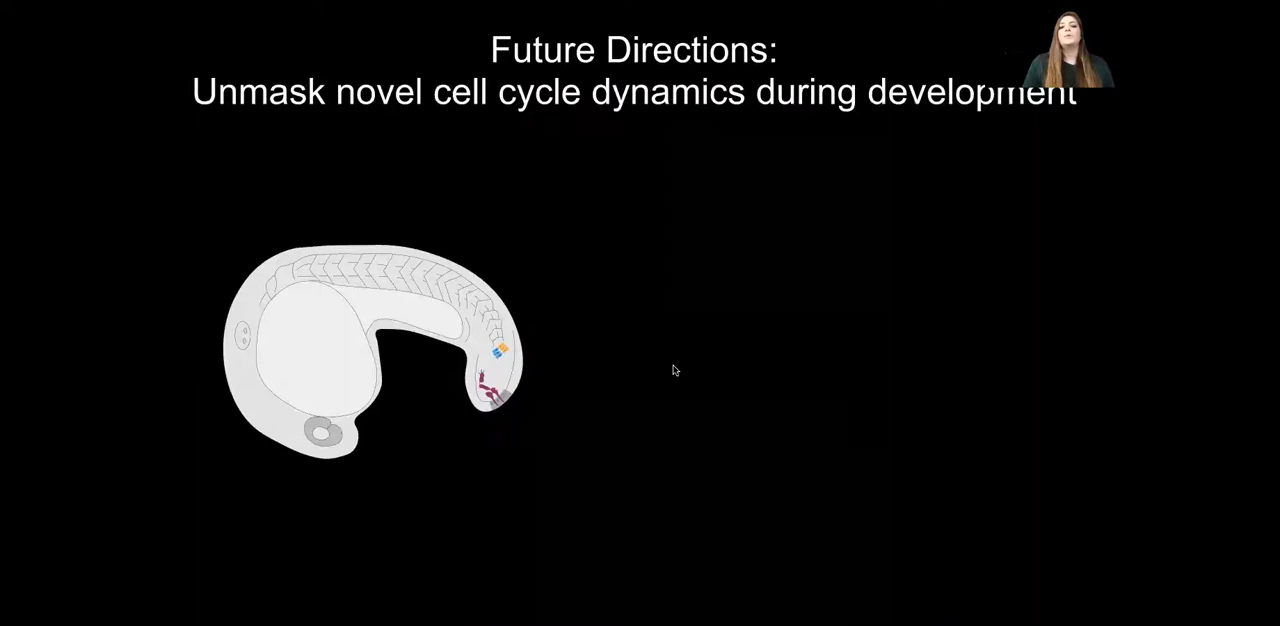 Future Directions:
Unmask novel cell cycle dynamics during development